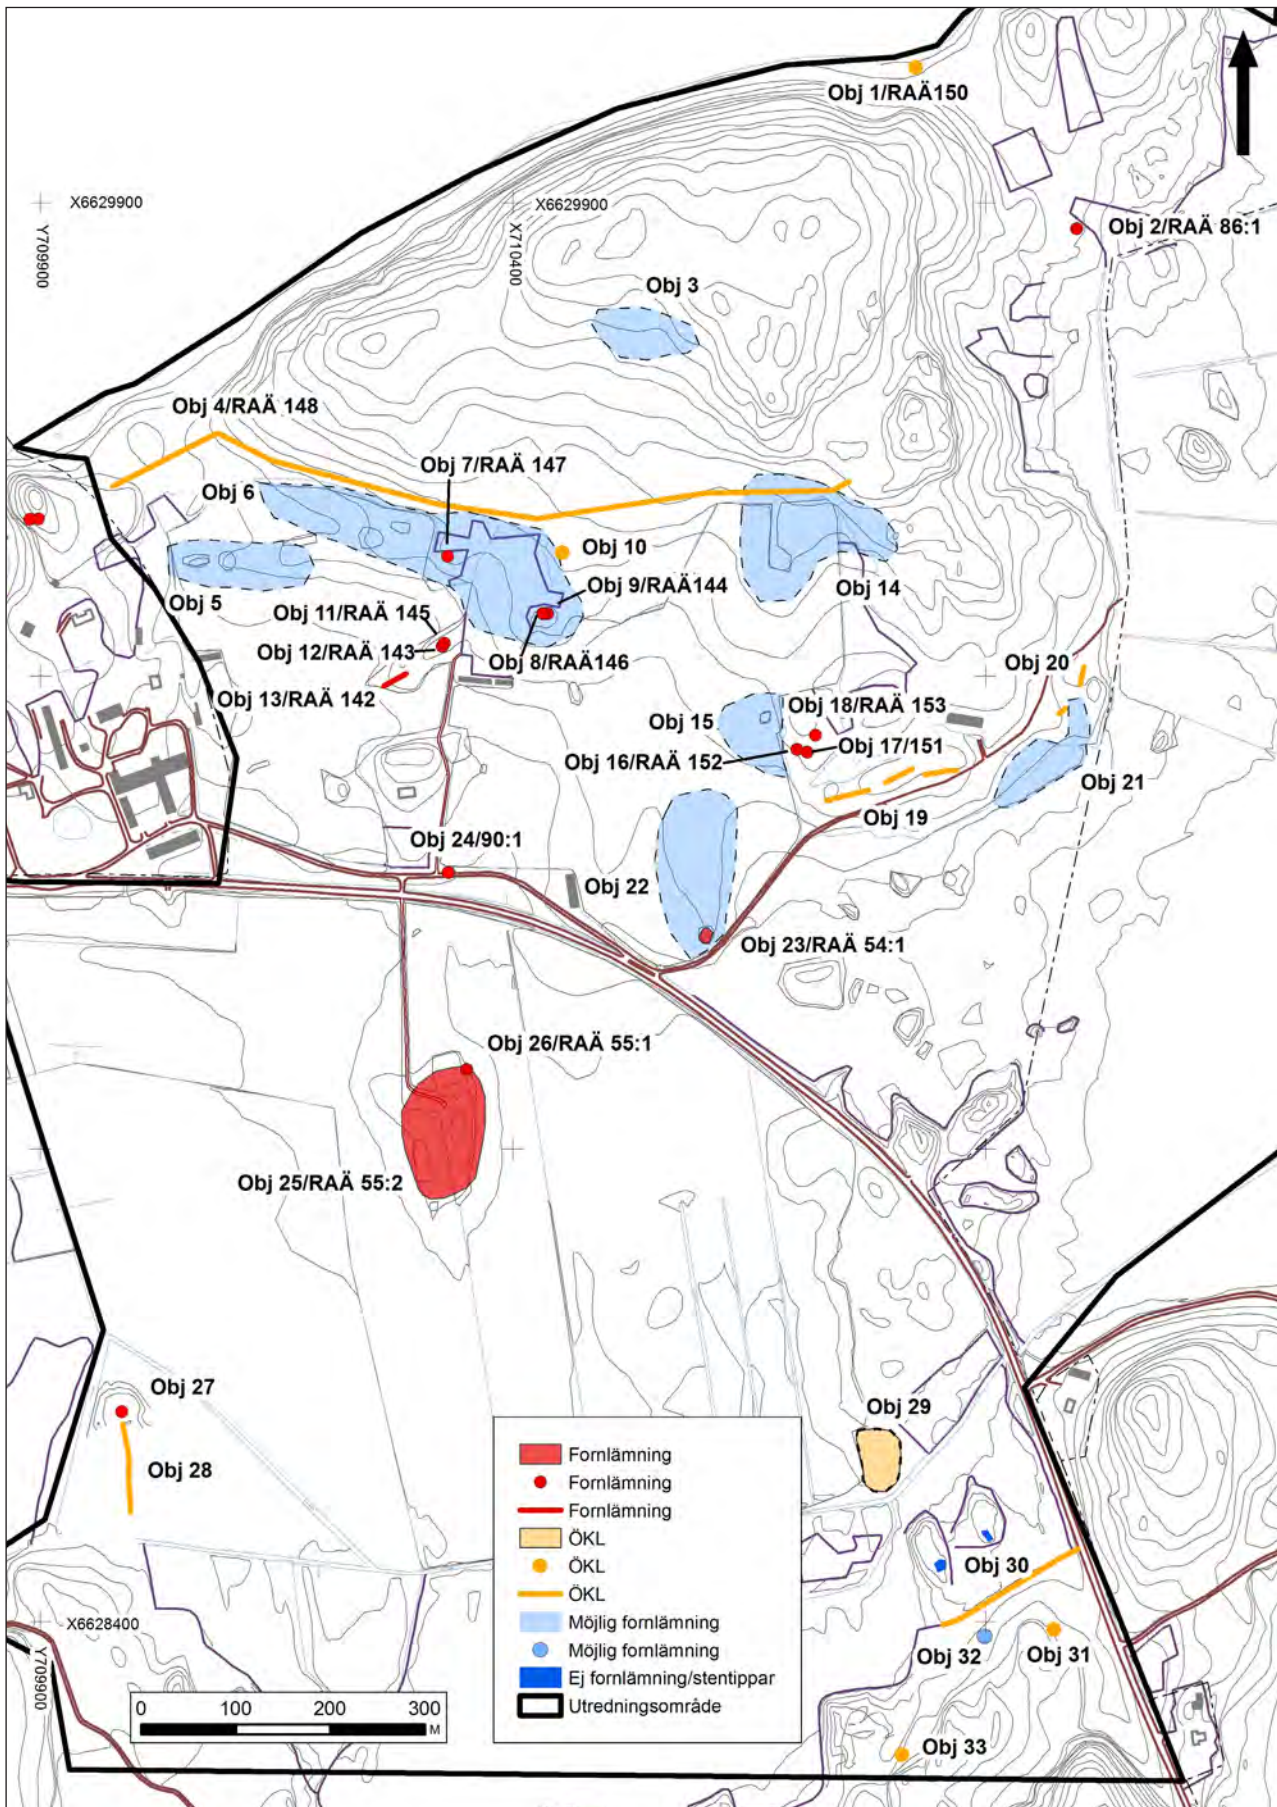 Obj 1/RAÄ150
X6629900
X6629900
Y709900
X710400
Obj 2/RAÄ 86:1
Obj 3
Obj 4/RAÄ 148
Obj 7/RAÄ 147
Obj 6
Obj 10
Obj 9/RAÄ144
Obj 5
Obj 14
Obj 11/RAÄ 145
Obj 12/RAÄ 143
Obj 8/RAÄ146
Obj 20
Obj 13/RAÄ 142
Obj 15
Obj 18/RAÄ 153
Obj 17/151
Obj 16/RAÄ 152
Obj 21
Obj 19
Obj 24/90:1
Obj 22
Obj 23/RAÄ 54:1
Obj 26/RAÄ 55:1
Obj 25/RAÄ 55:2
Obj 27
Obj 29
Obj 28
Fornlämning
Fornlämning
Fornlämning
ÖKL
ÖKL
ÖKL
Möjlig fornlämning
Möjlig fornlämning
Ej fornlämning/stentippar
Utredningsområde
Obj 30
X6628400
Y709900
Obj 32
Obj 31
Obj 33
0 100 200 300
M